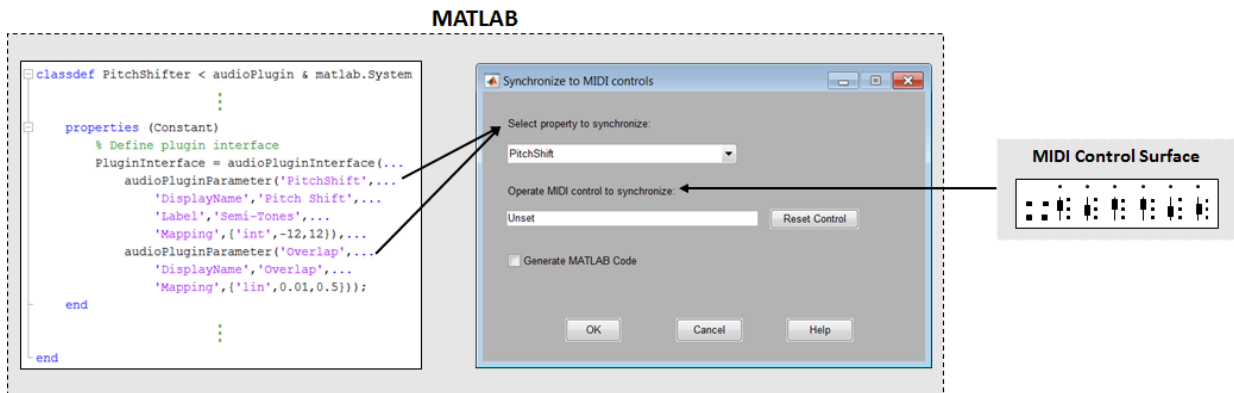 MATLAB
classdef PitchShifter < audioPlugin & matlab.System
properties (Constant)
% Define plugin interface
PluginInterface = audioPluginInterface(...
audioPluginParameter('PitchShift',...
'DisplayName','Pitch Shift',...
'Label','Semi-Tones',...
'Mapping',{'int',-12,12}),...
audioPluginParameter('Overlap',...
'DisplayName','Overlap',...
'Mapping',{'lin',0.01,0.5}));
end
end
Synchronize to MIDI controls
Select property to synchronize:
PitchShift
Operate MIDI control to synchronize:
Unset
Reset Control
Generate MATLAB Code
OK
Cancel
Help
MIDI Control Surface